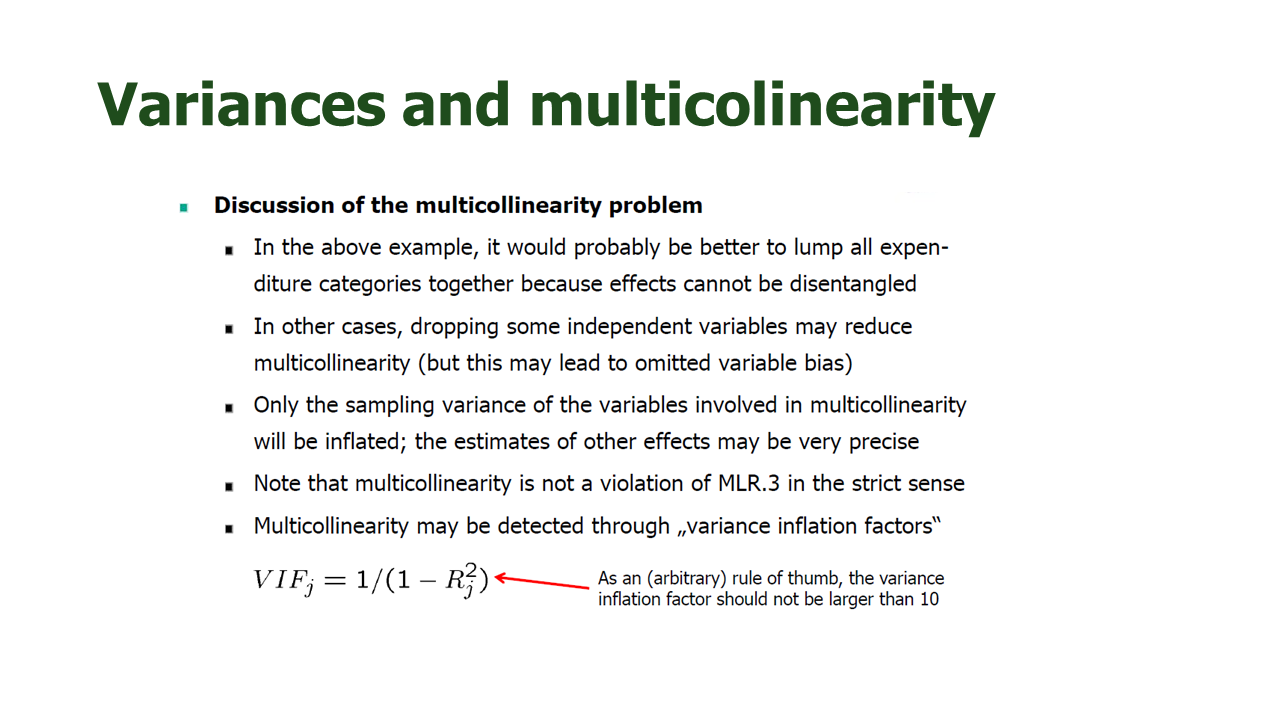 Variances and multicolinearity
Discussion of the multicollinearity problem
In the above example, it would probably be better to lump all expen-
diture categories together because effects cannot be disentangled
In other cases, dropping some independent variables may reduce
multicollinearity (but this may lead to omitted variable bias)
Only the sampling variance of the variables involved in multicollinearity
will be inflated; the estimates of other effects may be very precise
Note that multicollinearity is not a violation of MLR.3 in the strict sense
Multicollinearity may be detected through „variance inflation factors‟
VIF_j = 1/(1 − R_j^2)
As an (arbitrary) rule of thumb, the variance
inflation factor should not be larger than 10